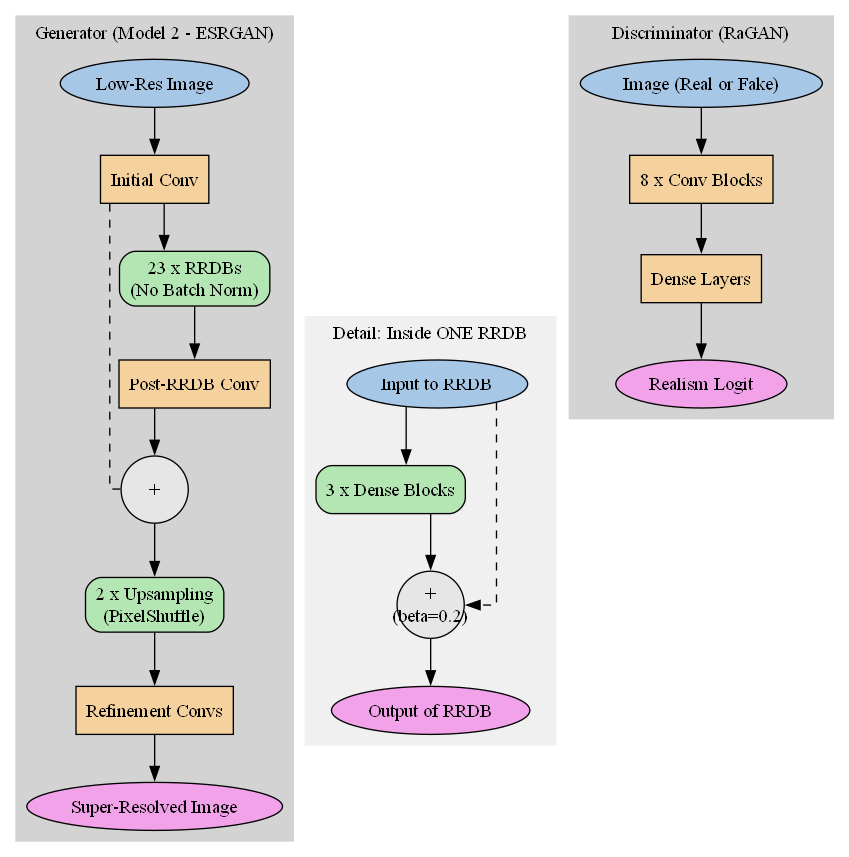 Generator (Model 2 - ESRGAN)
Low-Res Image
Initial Conv
23 x RRDBs
(No Batch Norm)
Post-RRDB Conv
+
2 x Upsampling
(PixelShuffle)
Refinement Convs
Super-Resolved Image
Detail: Inside ONE RRDB
Input to RRDB
3 x Dense Blocks
+
(beta=0.2)
Output of RRDB
Discriminator (RaGAN)
Image (Real or Fake)
8 x Conv Blocks
Dense Layers
Realism Logit